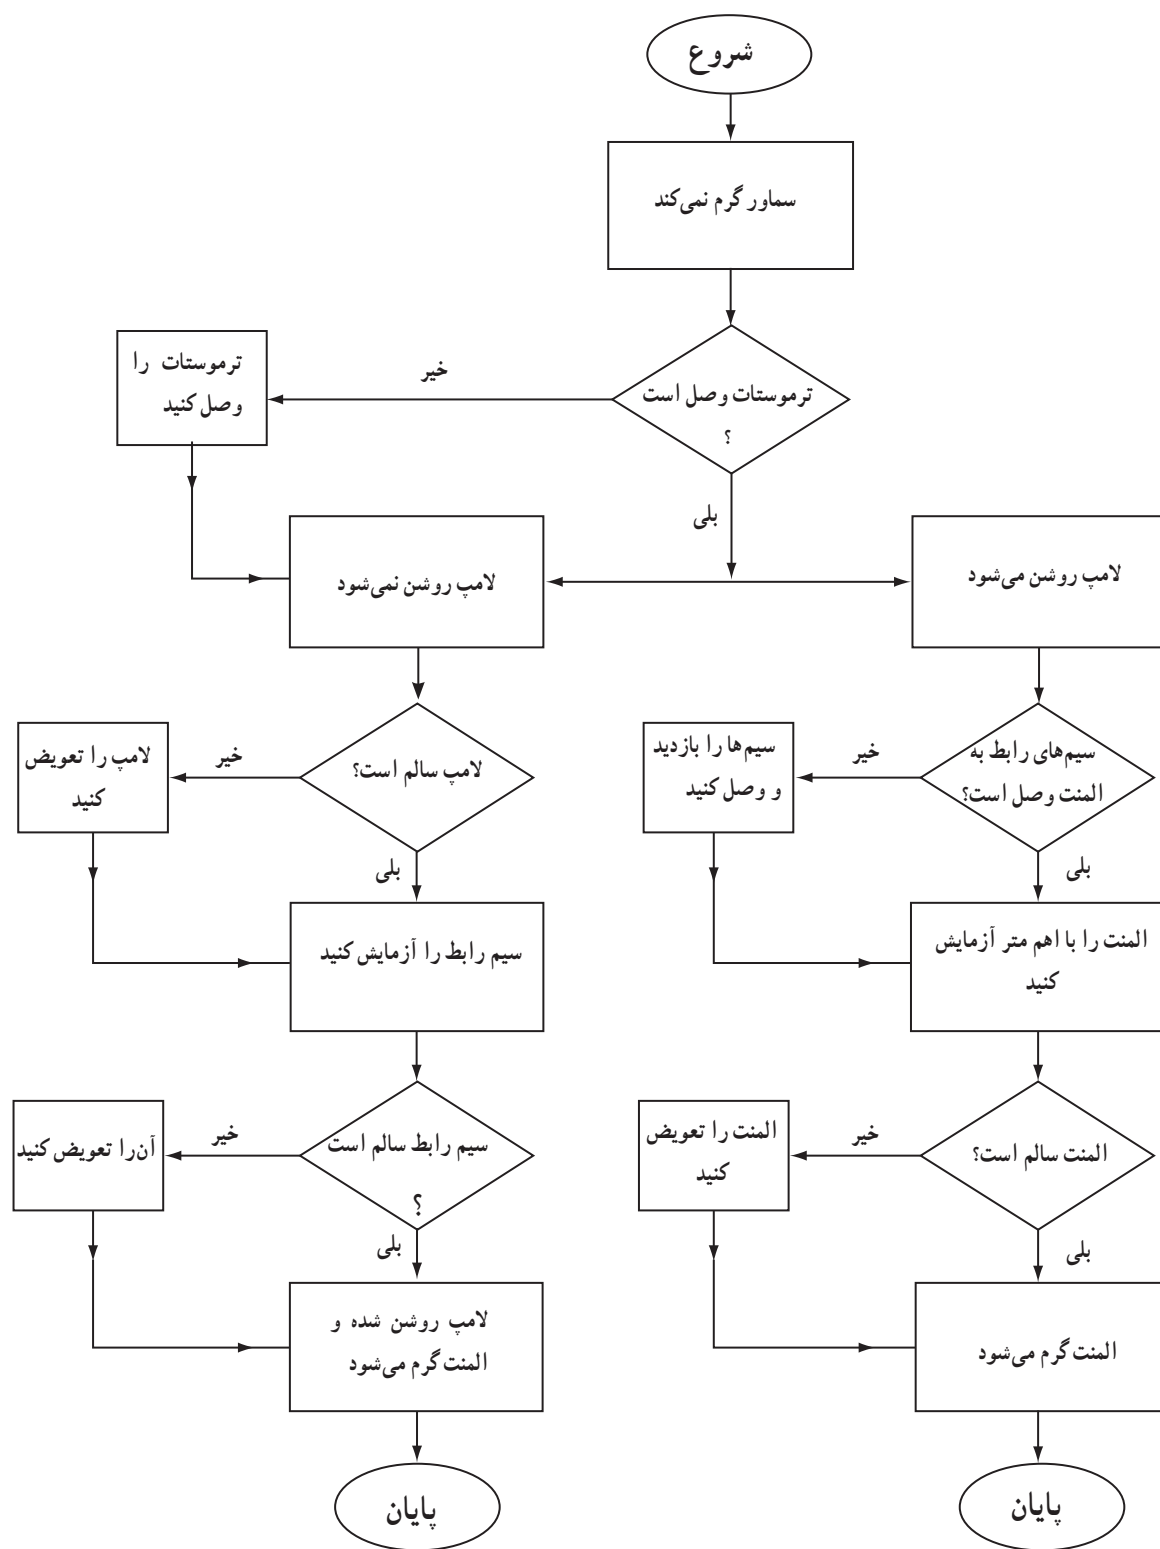 شروع
سماور گرم نمی‌کند
ترموستات وصل است
؟
خیر
ترموستات را
وصل کنید
بلی
لامپ روشن می‌شود
لامپ روشن نمی‌شود
سیم‌های رابط به
المنت وصل است؟
خیر
سیم‌ها را بازدید
و وصل کنید
بلی
المنت را با اهم متر آزمایش
کنید
المنت سالم است؟
خیر
المنت را تعویض
کنید
بلی
المنت گرم می‌شود
پایان
لامپ سالم است؟
خیر
لامپ را تعویض
کنید
بلی
سیم رابط را آزمایش کنید
سیم رابط سالم است
؟
خیر
آن‌را تعویض کنید
بلی
لامپ روشن شده و
المنت گرم می‌شود
پایان